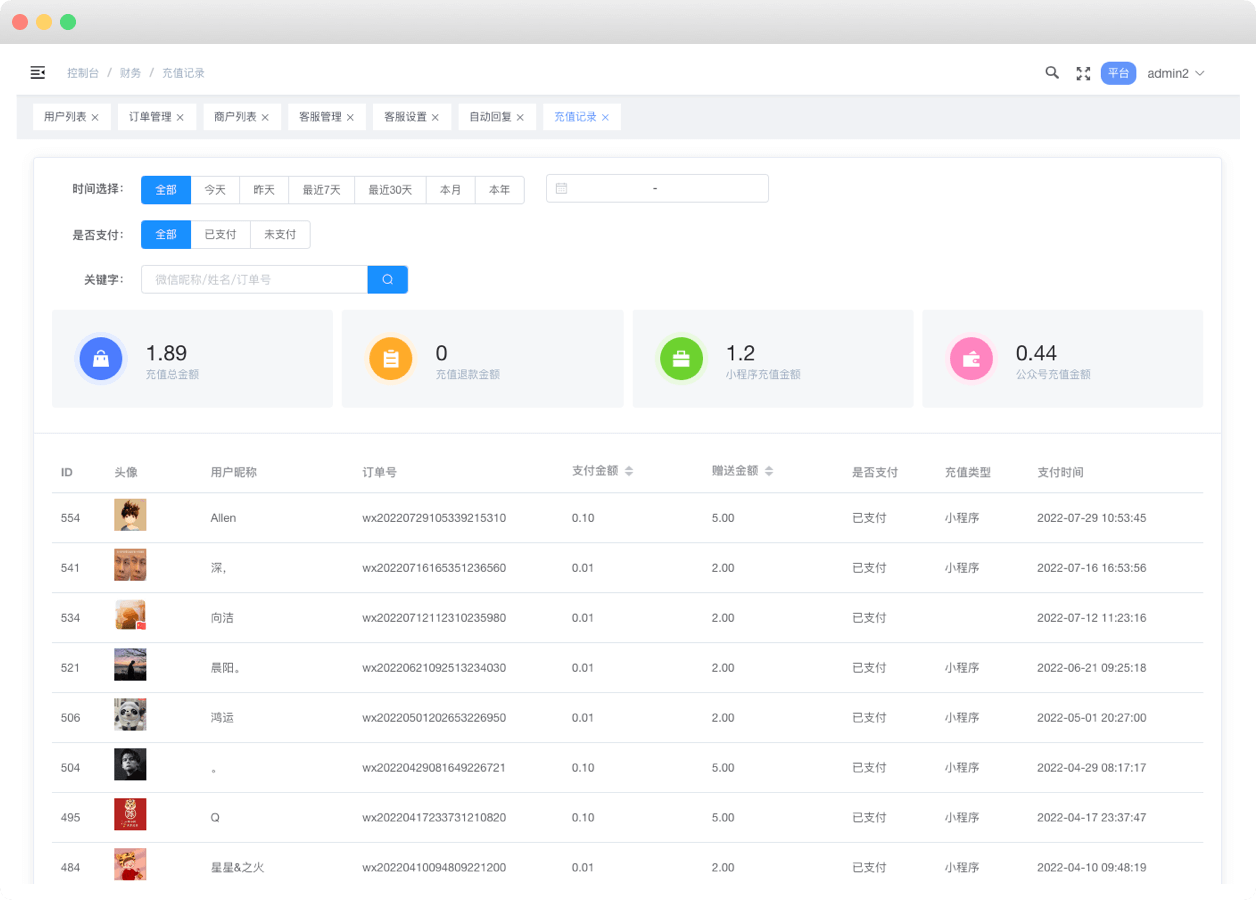 控制台 / 财务 / 充值记录 平台 admin2
用户列表 × 订单管理 × 商户列表 × 客服管理 × 客服设置 × 自动回复 × 充值记录 ×
时间选择： 全部 今天 昨天 最近7天 最近30天 本月 本年 -
是否支付： 全部 已支付 未支付
关键字： 微信昵称/姓名/订单号
1.89 0 1.2 0.44
充值总金额 充值退款金额 小程序充值金额 公众号充值金额
ID 头像 用户昵称 订单号 支付金额 赠送金额 是否支付 充值类型 支付时间
554 Allen wx20220729105339215310 0.10 5.00 已支付 小程序 2022-07-29 10:53:45
541 深, wx20220716165351236560 0.01 2.00 已支付 小程序 2022-07-16 16:53:56
534 向洁 wx20220712112310235980 0.01 2.00 已支付 2022-07-12 11:23:16
521 晨阳。 wx20220621092513234030 0.01 2.00 已支付 小程序 2022-06-21 09:25:18
506 鸿运 wx20220501202653226950 0.01 2.00 已支付 小程序 2022-05-01 20:27:00
504 。 wx20220429081649226721 0.10 5.00 已支付 小程序 2022-04-29 08:17:17
495 Q wx20220417233731210820 0.10 5.00 已支付 小程序 2022-04-17 23:37:47
484 星星&之火 wx20220410094809221200 0.01 2.00 已支付 小程序 2022-04-10 09:48:19